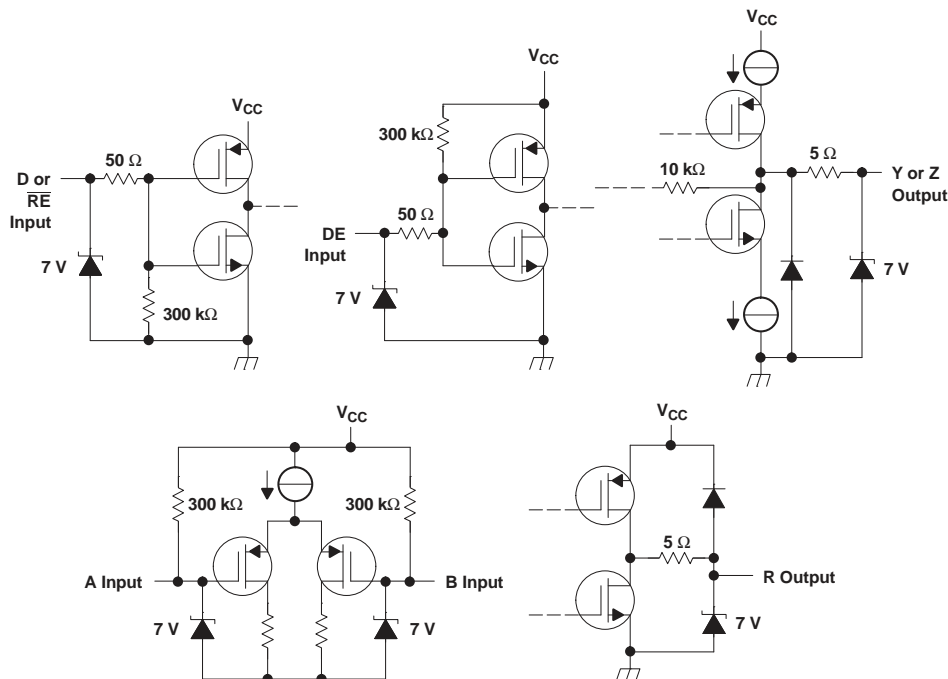 VCC
D or
RE
Input
50 Ω
7 V
300 kΩ
VCC
300 kΩ
50 Ω
DE
Input
7 V
VCC
10 kΩ
5 Ω
Y or Z
Output
7 V
VCC
300 kΩ
300 kΩ
A Input
B Input
7 V
7 V
VCC
5 Ω
R Output
7 V